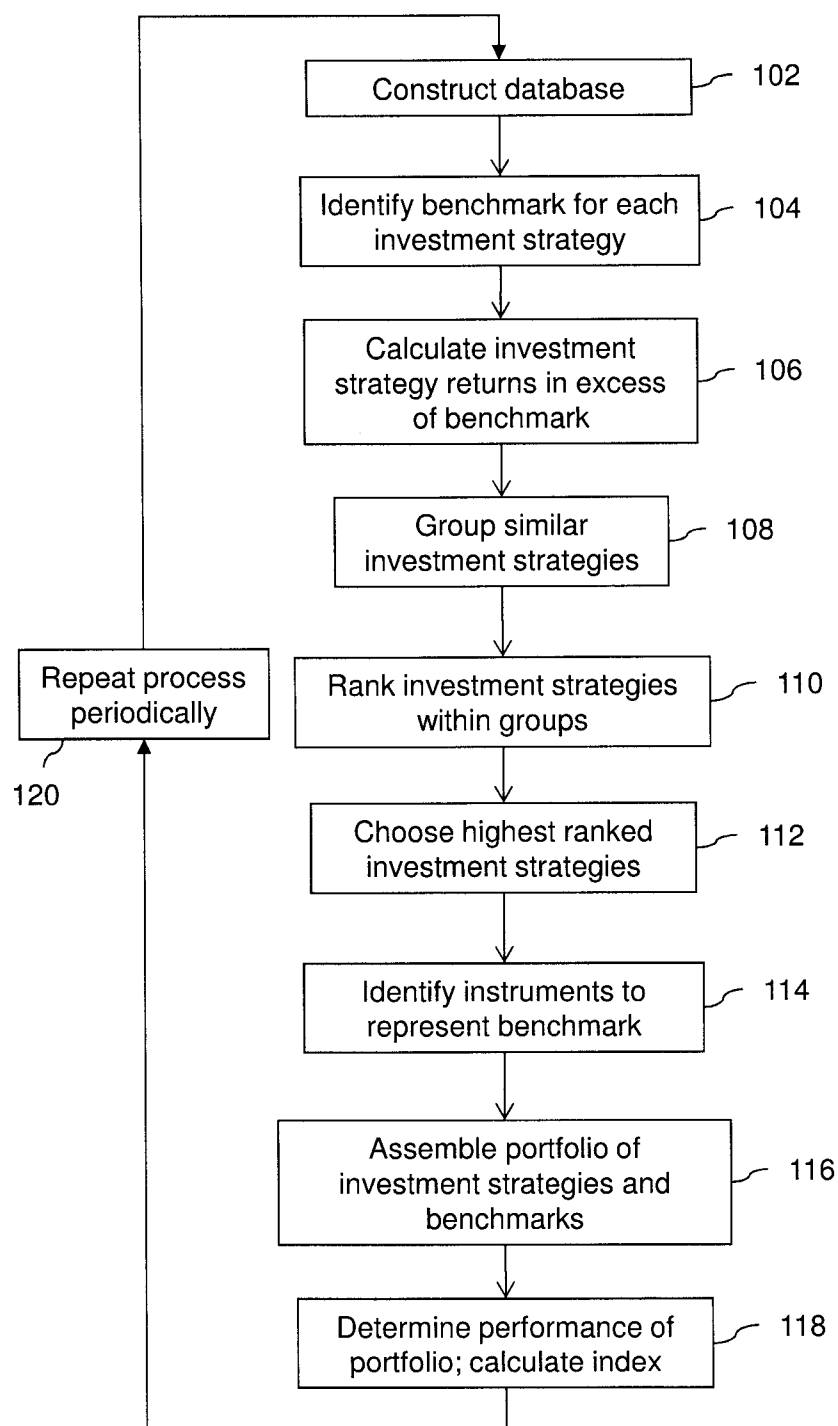 Construct database
102
Identify benchmark for each
investment strategy
104
Calculate investment
strategy returns in excess
of benchmark
106
Group similar
investment strategies
108
Rank investment strategies
within groups
110
Repeat process
periodically
120
Choose highest ranked
investment strategies
112
Identify instruments to
represent benchmark
114
Assemble portfolio of
investment strategies and
benchmarks
116
Determine performance of
portfolio; calculate index
118